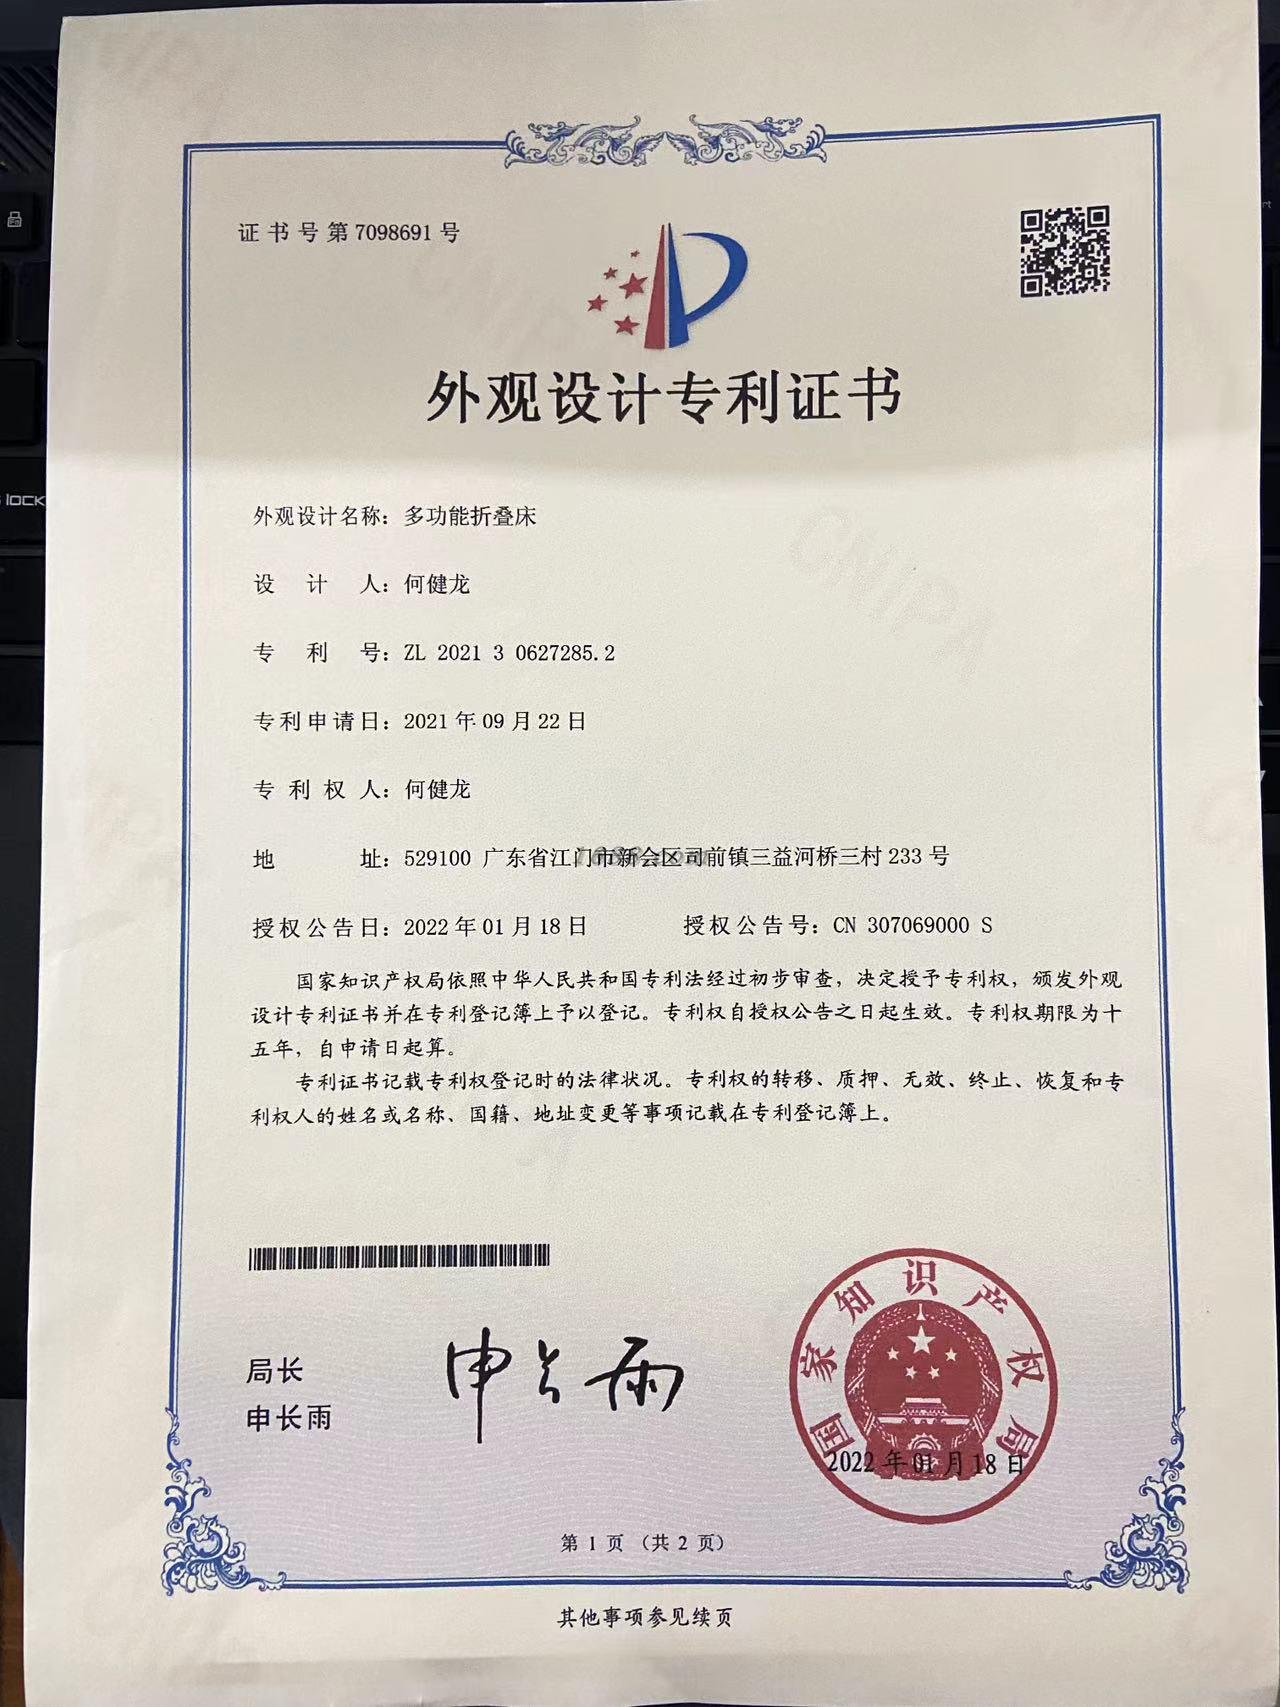 证书号第7098691号
外观设计专利证书
外观设计名称：多功能折叠床
设计人：何健龙
专利号：ZL 2021 3 0627285.2
专利申请日：2021年09月22日
专利权人：何健龙
地址：529100 广东省江门市新会区司前镇三益河桥三村233号
授权公告日：2022年01月18日 授权公告号：CN 307069000 S
国家知识产权局依照中华人民共和国专利法经过初步审查，决定授予专利权，颁发外观
设计专利证书并在专利登记簿上予以登记。专利权自授权公告之日起生效。专利权期限为十
五年，自申请日起算。
专利证书记载专利权登记时的法律状况。专利权的转移、质押、无效、终止、恢复和专
利权人的姓名或名称、国籍、地址变更等事项记载在专利登记簿上。
局长
申长雨
申长雨
国家知识产权局
2022年01月18日
第 1 页 （共 2 页）
其他事项参见续页
lock
CNIPA